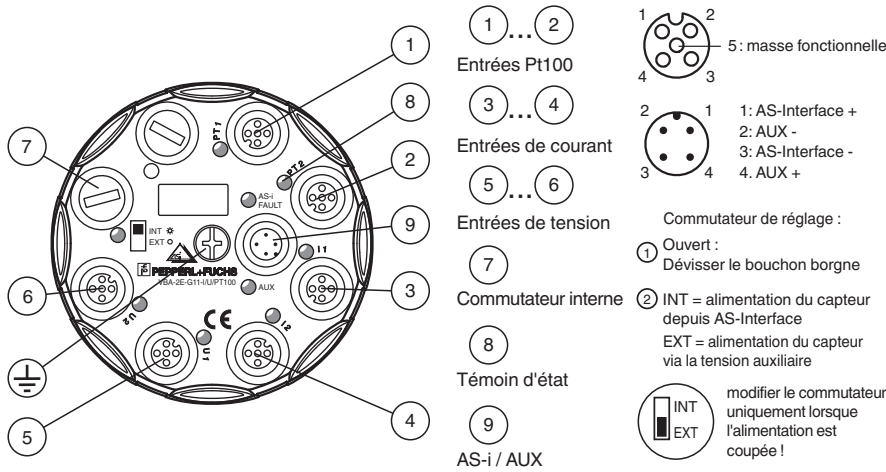 1
8
2
9
3
4
5
6
7
PT1
PT2
AS-i
FAULT
INT
EXT
I1
PEPPERL+FUCHS
VBA-2E-G11-I/U/PT100
AUX
U2
I2
U1
CE
1...2
Entrées Pt100
3...4
Entrées de courant
5...6
Entrées de tension
7
Commutateur interne
8
Témoin d'état
9
AS-i / AUX
1 2
5: masse fonctionnelle
4 3
2 1
3 4
1: AS-Interface +
2: AUX -
3: AS-Interface -
4. AUX +
Commutateur de réglage :
1 Ouvert :
Dévisser le bouchon borgne
2 INT = alimentation du capteur
depuis AS-Interface
EXT = alimentation du capteur
via la tension auxiliaire
INT
EXT
modifier le commutateur
uniquement lorsque
l'alimentation est
coupée !